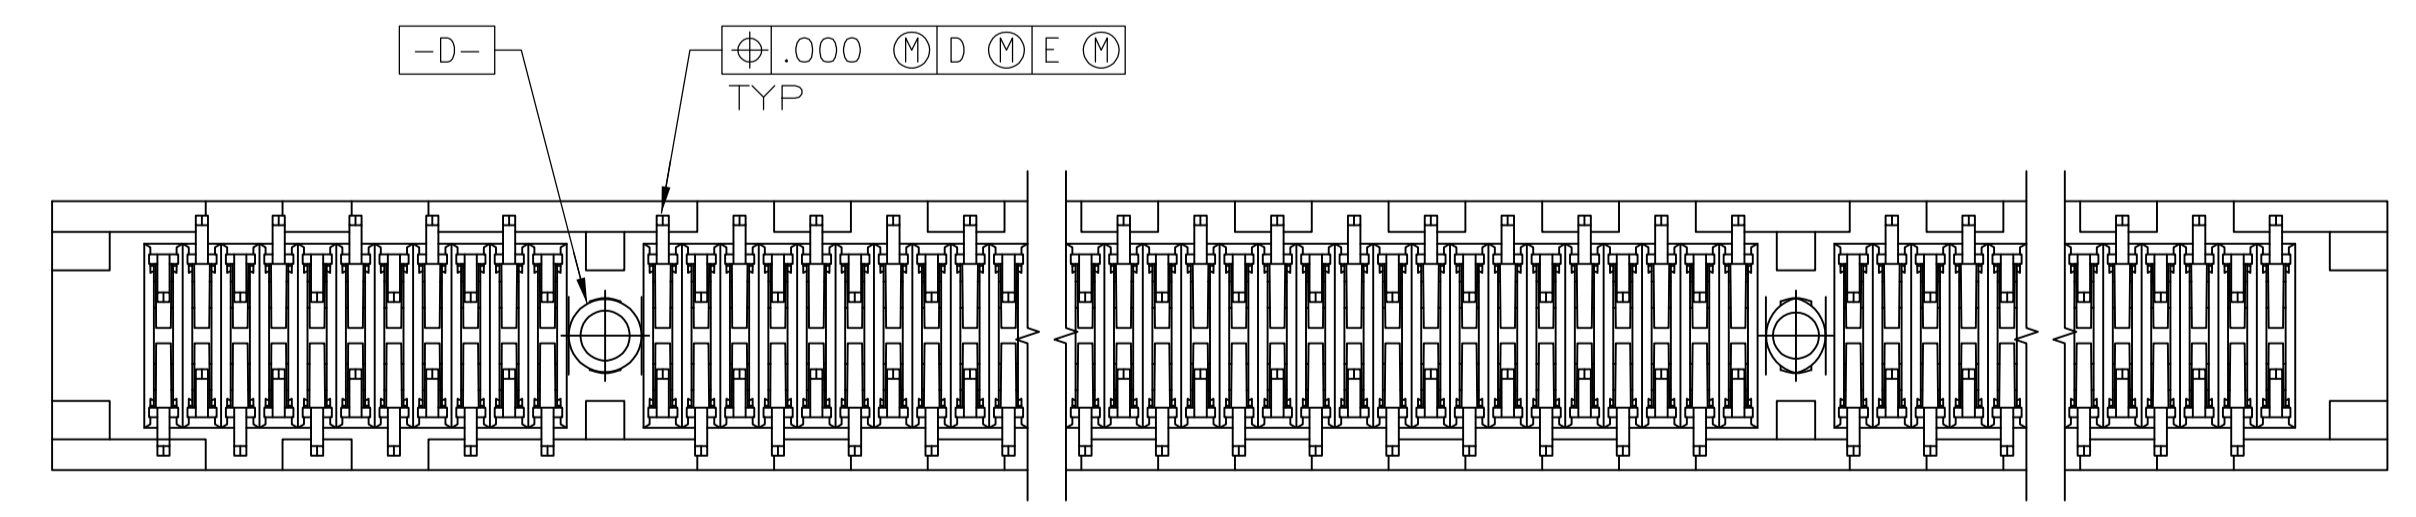 -D-
⌖ .000 Ⓜ D Ⓜ E Ⓜ
TYP